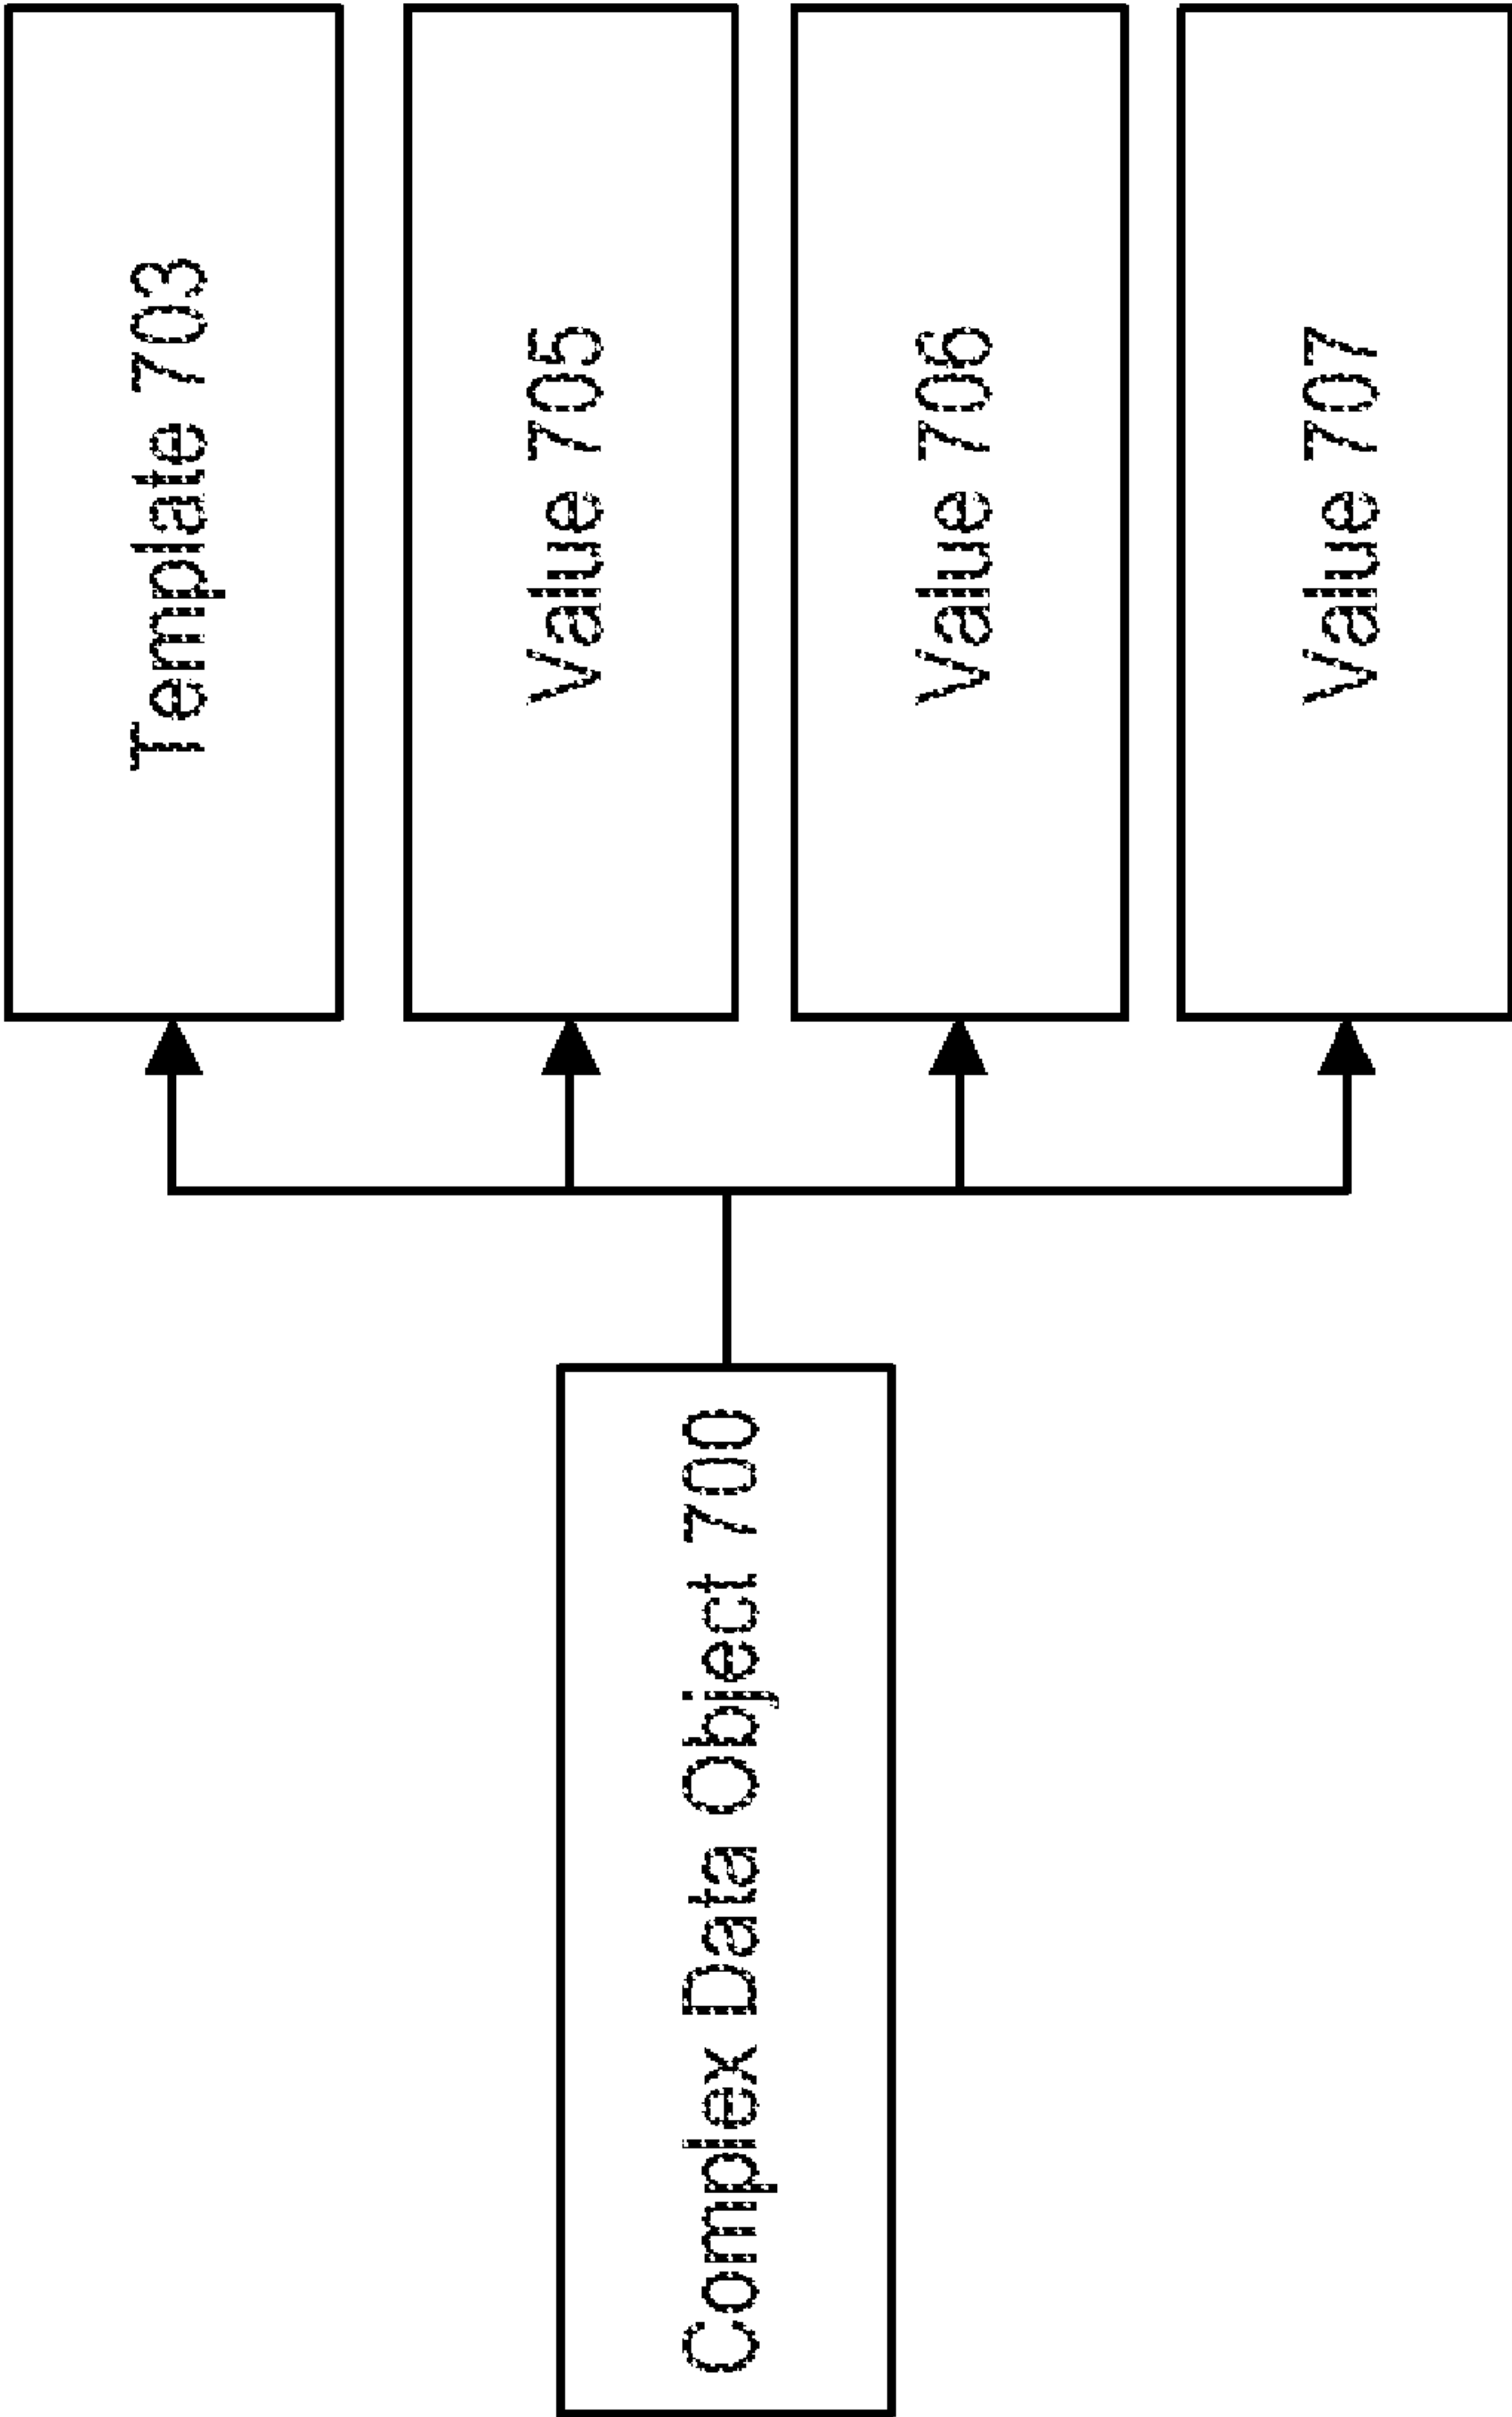 Complex Data Object 700
Template 703
Value 705
Value 706
Value 707